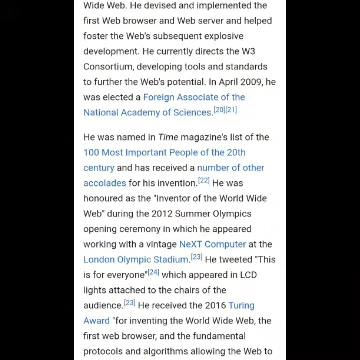 Wide Web. He devised and implemented the
first Web browser and Web server and helped
foster the Web's subsequent explosive
development. He currently directs the W3
Consortium, developing tools and standards
to further the Web's potential. In April 2009, he
was elected a Foreign Associate of the
National Academy of Sciences.[20][21]
He was named in Time magazine's list of the
100 Most Important People of the 20th
century and has received a number of other
accolades for his invention.[22] He was
honoured as the "Inventor of the World Wide
Web" during the 2012 Summer Olympics
opening ceremony in which he appeared
working with a vintage NeXT Computer at the
London Olympic Stadium.[23] He tweeted "This
is for everyone"[24] which appeared in LCD
lights attached to the chairs of the
audience.[23] He received the 2016 Turing
Award "for inventing the World Wide Web, the
first web browser, and the fundamental
protocols and algorithms allowing the Web to